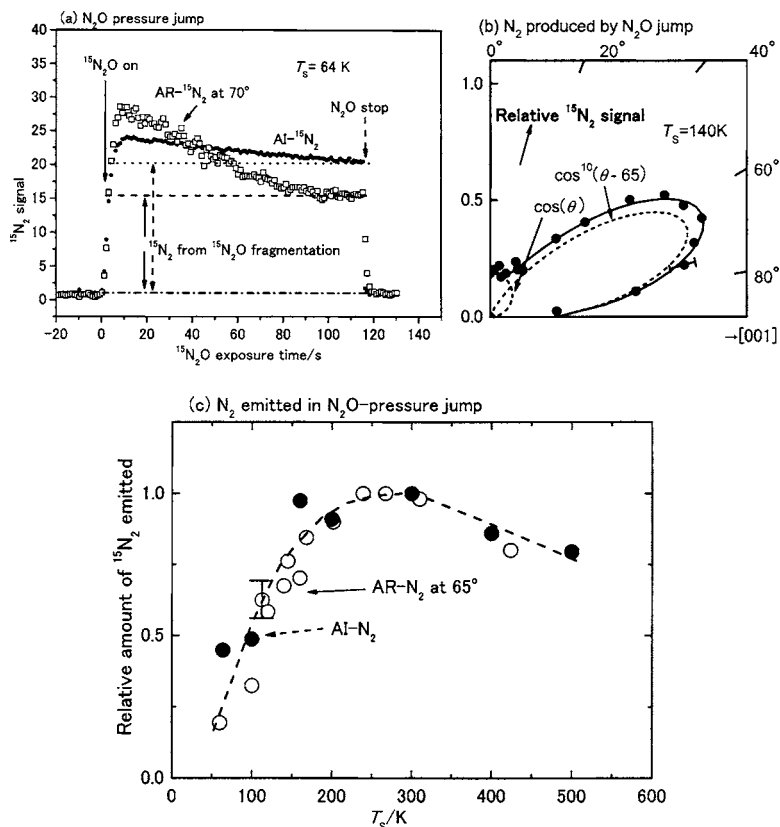 (a) N₂O pressure jump
¹⁵N₂ signal
40
35
30
25
20
15
10
5
0
¹⁵N₂O on
AR-¹⁵N₂ at 70°
Tₛ = 64 K
N₂O stop
AI-¹⁵N₂
¹⁵N₂ from ¹⁵N₂O fragmentation
-20 0 20 40 60 80 100 120 140
¹⁵N₂O exposure time/s
(b) N₂ produced by N₂O jump
0° 20° 40°
1.0
0.5
0.0
Relative ¹⁵N₂ signal
Tₛ=140K
cos¹⁰(θ-65)
cos(θ)
60°
80°
→[001]
(c) N₂ emitted in N₂O-pressure jump
Relative amount of ¹⁵N₂ emitted
1.0
0.5
0.0
AR-N₂ at 65°
AI-N₂
0 100 200 300 400 500 600
Tₛ/K